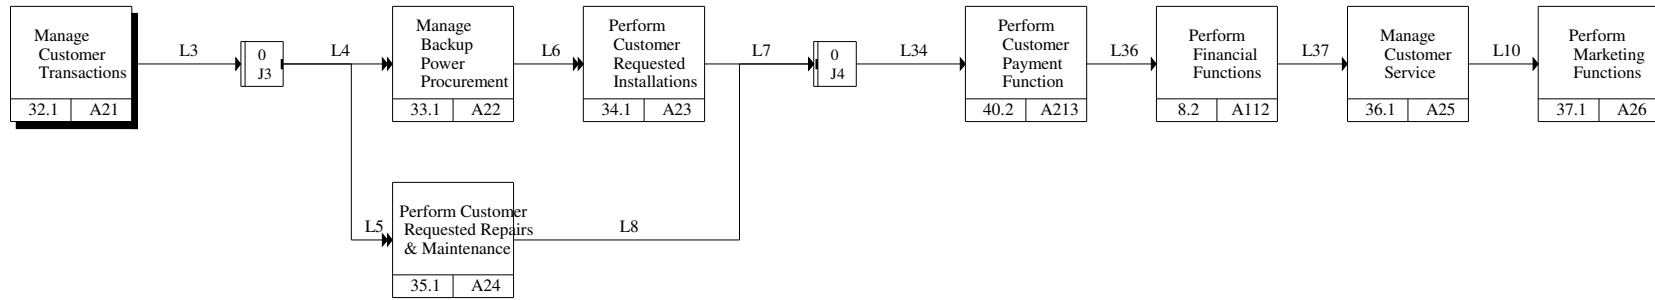 Manage
Customer
Transactions
32.1 A21
L3
0
J3
L4
L5
Manage
Backup
Power
Procurement
33.1 A22
L6
Perform
Customer
Requested
Installations
34.1 A23
L7
Perform Customer
Requested Repairs
& Maintenance
35.1 A24
L8
0
J4
L34
Perform
Customer
Payment
Function
40.2 A213
L36
Perform
Financial
Functions
8.2 A112
L37
Manage
Customer
Service
36.1 A25
L10
Perform
Marketing
Functions
37.1 A26